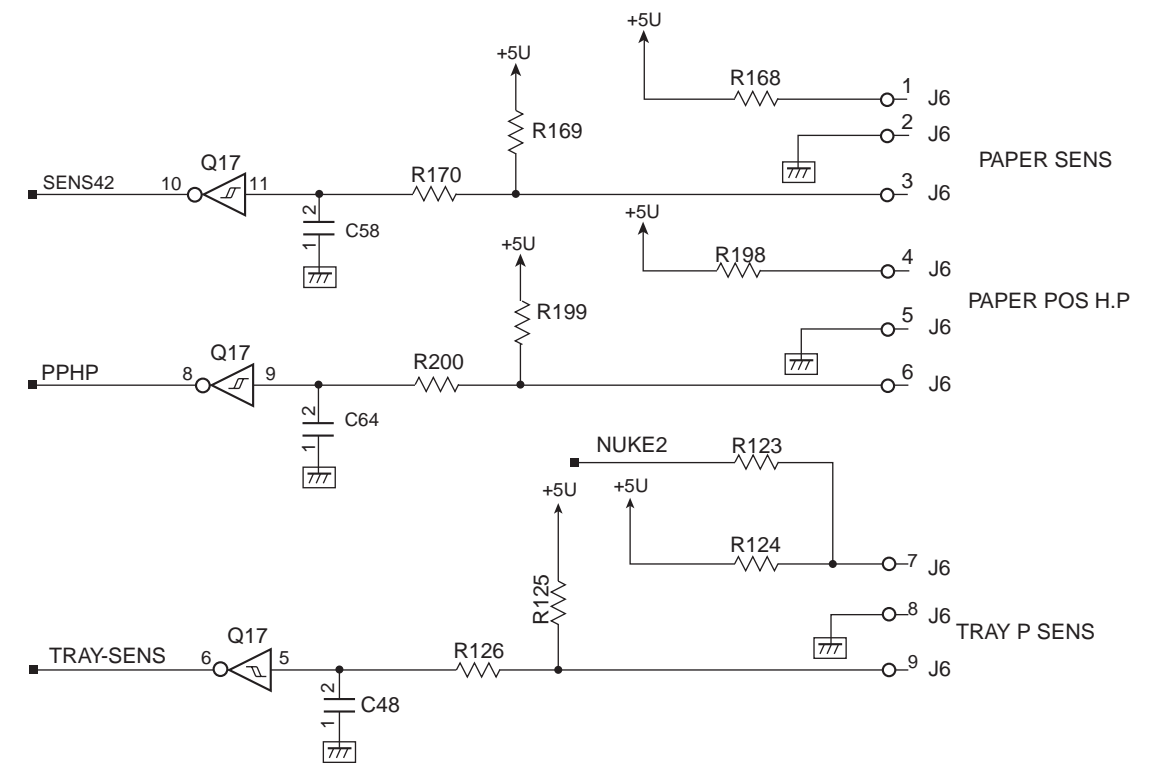 +5U
R168
1 J6
2 J6
PAPER SENS
+5U
R169
Q17
SENS42 10 11
R170
3 J6
2
1
C58
+5U
R198
4 J6
PAPER POS H.P
+5U
R199
5 J6
Q17
PPHP 8 9
R200
6 J6
2
1
C64
NUKE2
R123
+5U
+5U
R124
7 J6
R125
8 J6
TRAY P SENS
Q17
TRAY-SENS 6 5
R126
9 J6
2
1
C48